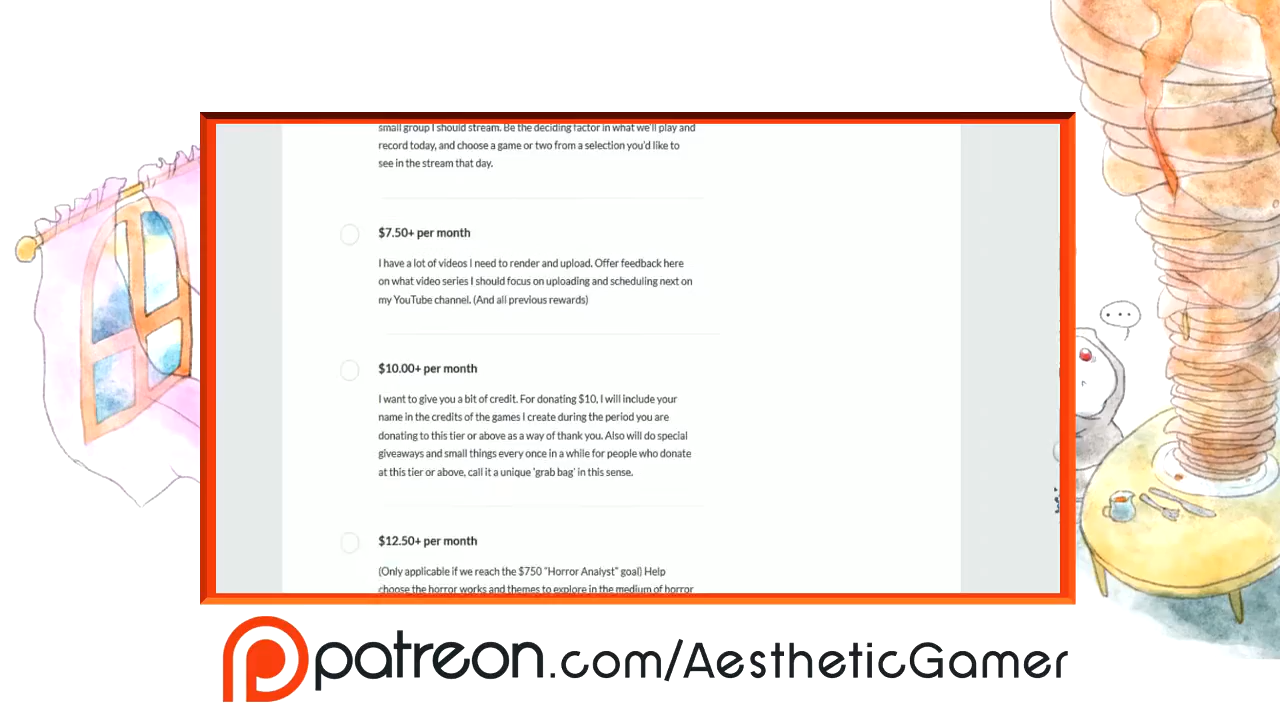 small group I should stream. Be the deciding factor in what we'll play and
record today, and choose a game or two from a selection you'd like to
see in the stream that day.
$7.50+ per month
I have a lot of videos I need to render and upload. Offer feedback here
on what video series I should focus on uploading and scheduling next on
my YouTube channel. (And all previous rewards)
$10.00+ per month
I want to give you a bit of credit. For donating $10, I will include your
name in the credits of the games I create during the period you are
donating to this tier or above as a way of thank you. Also will do special
giveaways and small things every once in a while for people who donate
at this tier or above, call it a unique 'grab bag' in this sense.
$12.50+ per month
(Only applicable if we reach the $750 "Horror Analyst" goal) Help
choose the horror works and themes to explore in the medium of horror
patreon.com/AestheticGamer